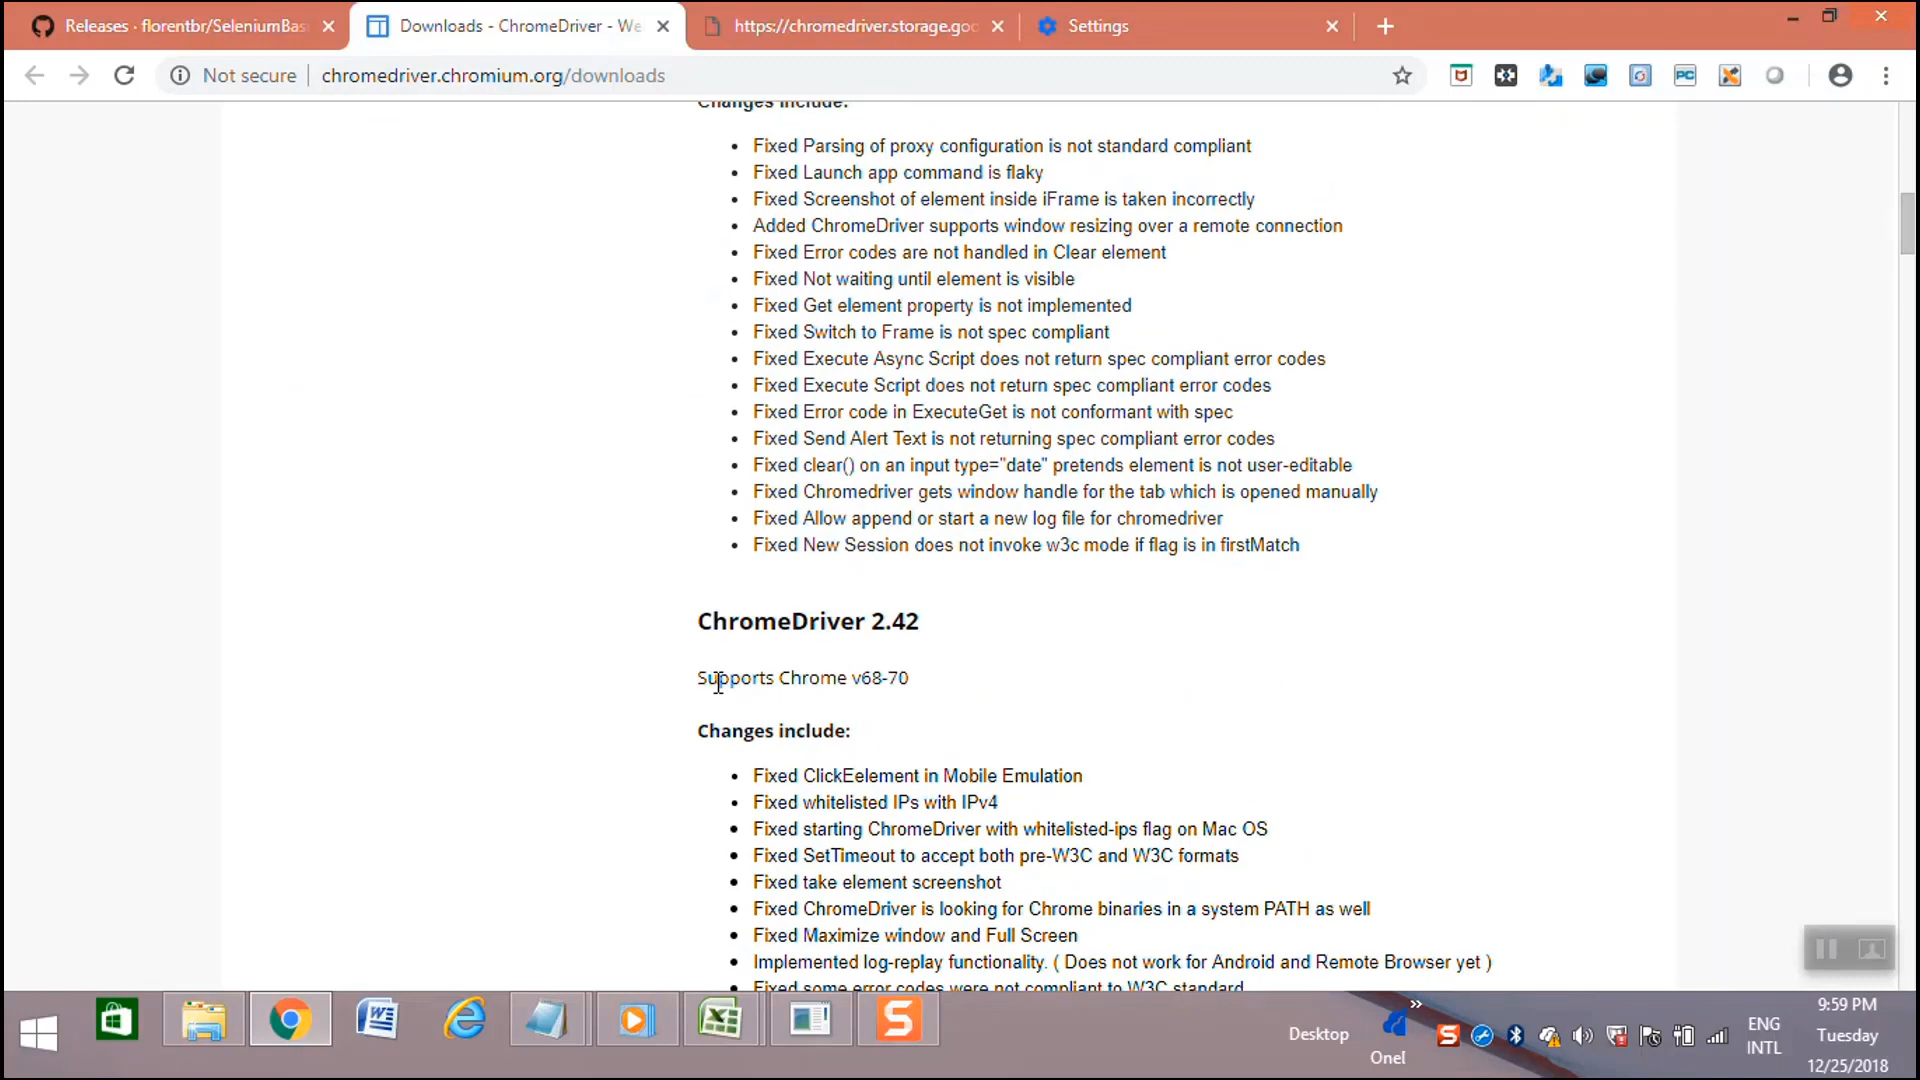 Releases · florentbr/SeleniumBas
Downloads - ChromeDriver - We
https://chromedriver.storage.goo
Settings
Not secure
chromedriver.chromium.org/downloads
PC
Changes include:
Fixed Parsing of proxy configuration is not standard compliant
Fixed Launch app command is flaky
Fixed Screenshot of element inside iFrame is taken incorrectly
Added ChromeDriver supports window resizing over a remote connection
Fixed Error codes are not handled in Clear element
Fixed Not waiting until element is visible
Fixed Get element property is not implemented
Fixed Switch to Frame is not spec compliant
Fixed Execute Async Script does not return spec compliant error codes
Fixed Execute Script does not return spec compliant error codes
Fixed Error code in ExecuteGet is not conformant with spec
Fixed Send Alert Text is not returning spec compliant error codes
Fixed clear() on an input type="date" pretends element is not user-editable
Fixed Chromedriver gets window handle for the tab which is opened manually
Fixed Allow append or start a new log file for chromedriver
Fixed New Session does not invoke w3c mode if flag is in firstMatch
ChromeDriver 2.42
Supports Chrome v68-70
Changes include:
Fixed ClickEelement in Mobile Emulation
Fixed whitelisted IPs with IPv4
Fixed starting ChromeDriver with whitelisted-ips flag on Mac OS
Fixed SetTimeout to accept both pre-W3C and W3C formats
Fixed take element screenshot
Fixed ChromeDriver is looking for Chrome binaries in a system PATH as well
Fixed Maximize window and Full Screen
Implemented log-replay functionality. ( Does not work for Android and Remote Browser yet )
Fixed some error codes were not compliant to W3C standard
Desktop
Onel
ENG
INTL
9:59 PM
Tuesday
12/25/2018